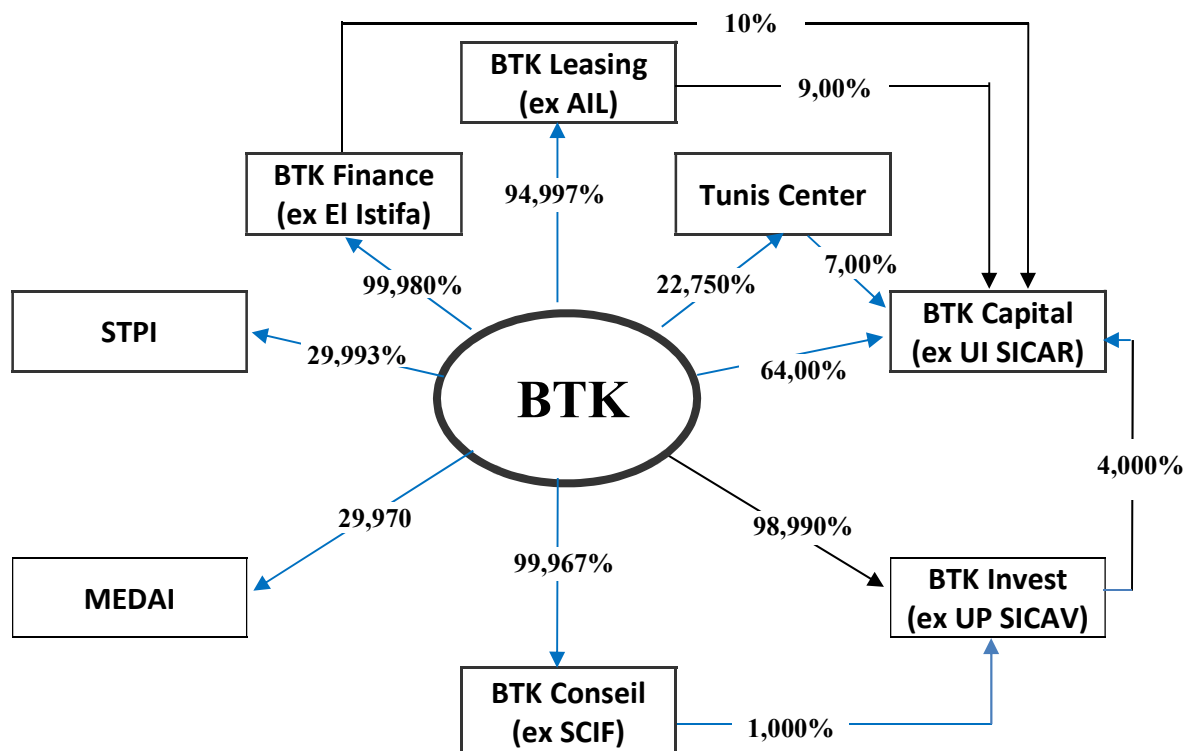 10%
BTK Leasing
(ex AIL)
9,00%
BTK Finance
(ex El Istifa)
94,997%
Tunis Center
99,980%
22,750%
7,00%
STPI
29,993%
BTK
64,00%
BTK Capital
(ex UI SICAR)
4,000%
29,970
99,967%
98,990%
MEDAI
BTK Invest
(ex UP SICAV)
BTK Conseil
(ex SCIF)
1,000%